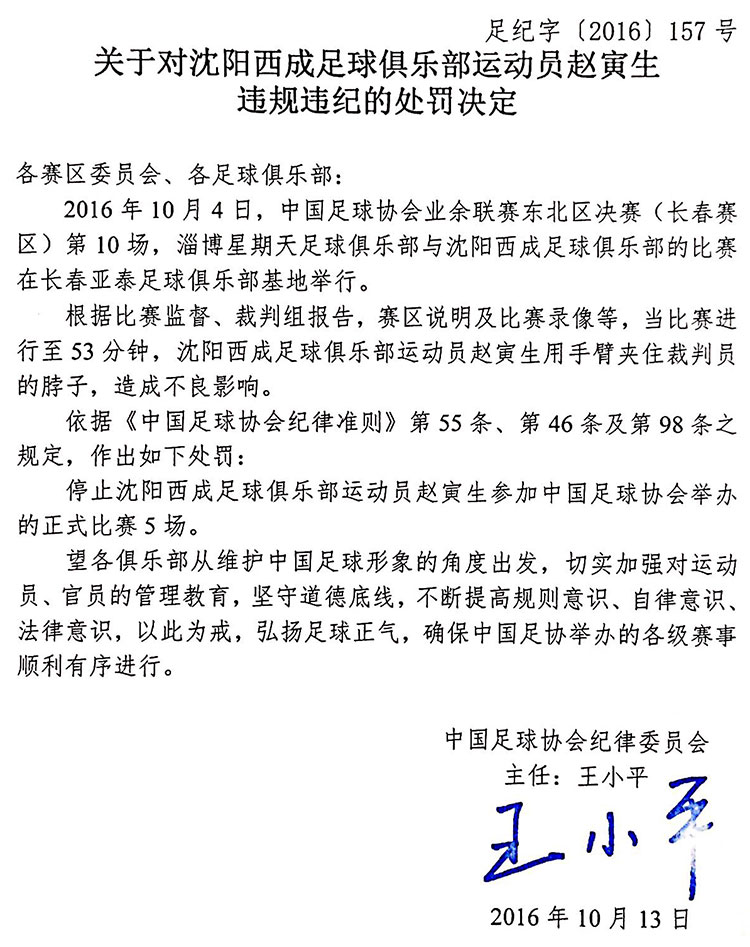 足纪字〔2016〕157 号
关于对沈阳西成足球俱乐部运动员赵寅生
违规违纪的处罚决定
各赛区委员会、各足球俱乐部：
2016 年 10 月 4 日，中国足球协会业余联赛东北区决赛（长春赛
区）第 10 场，淄博星期天足球俱乐部与沈阳西成足球俱乐部的比赛
在长春亚泰足球俱乐部基地举行。
根据比赛监督、裁判组报告，赛区说明及比赛录像等，当比赛进
行至 53 分钟，沈阳西成足球俱乐部运动员赵寅生用手臂夹住裁判员
的脖子，造成不良影响。
依据《中国足球协会纪律准则》第 55 条、第 46 条及第 98 条之
规定，作出如下处罚：
停止沈阳西成足球俱乐部运动员赵寅生参加中国足球协会举办
的正式比赛 5 场。
望各俱乐部从维护中国足球形象的角度出发，切实加强对运动
员、官员的管理教育，坚守道德底线，不断提高规则意识、自律意识、
法律意识，以此为戒，弘扬足球正气，确保中国足协举办的各级赛事
顺利有序进行。
中国足球协会纪律委员会
主任：王小平
王小平
2016 年 10 月 13 日